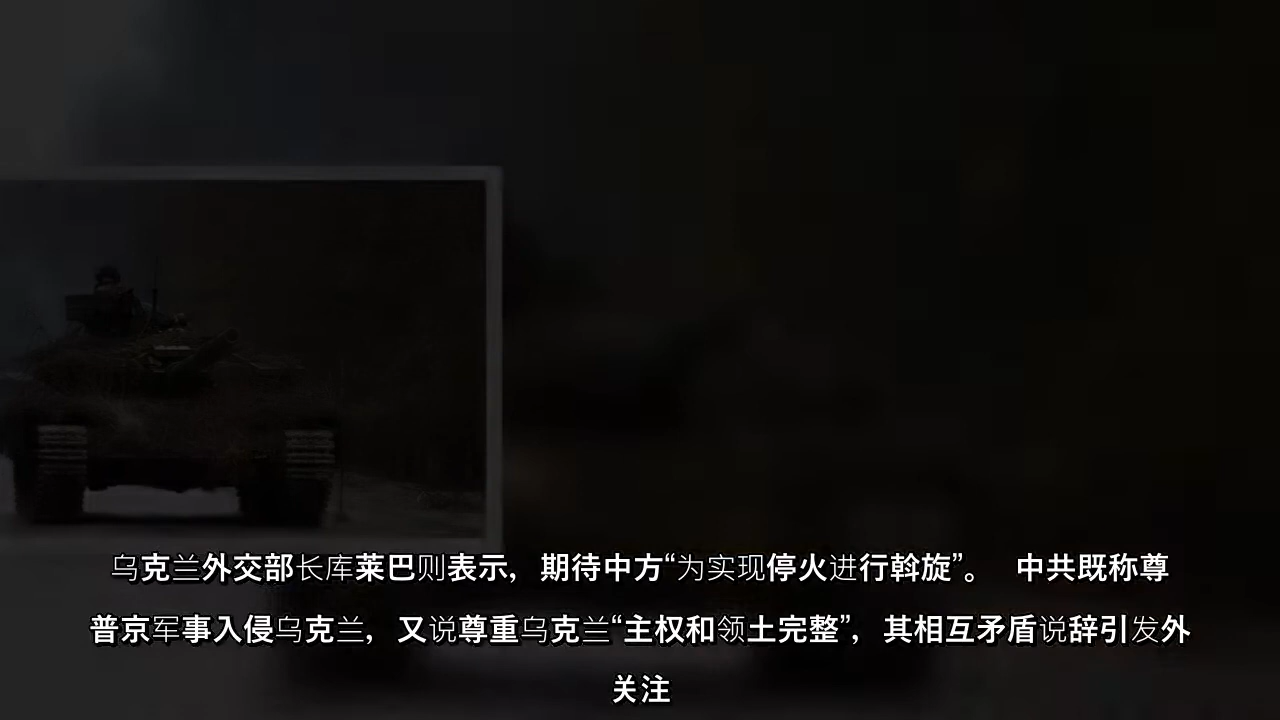 乌克兰外交部长库莱巴则表示，期待中方“为实现停火进行斡旋”。 中共既称尊
普京军事入侵乌克兰，又说尊重乌克兰“主权和领土完整”，其相互矛盾说辞引发外
关注